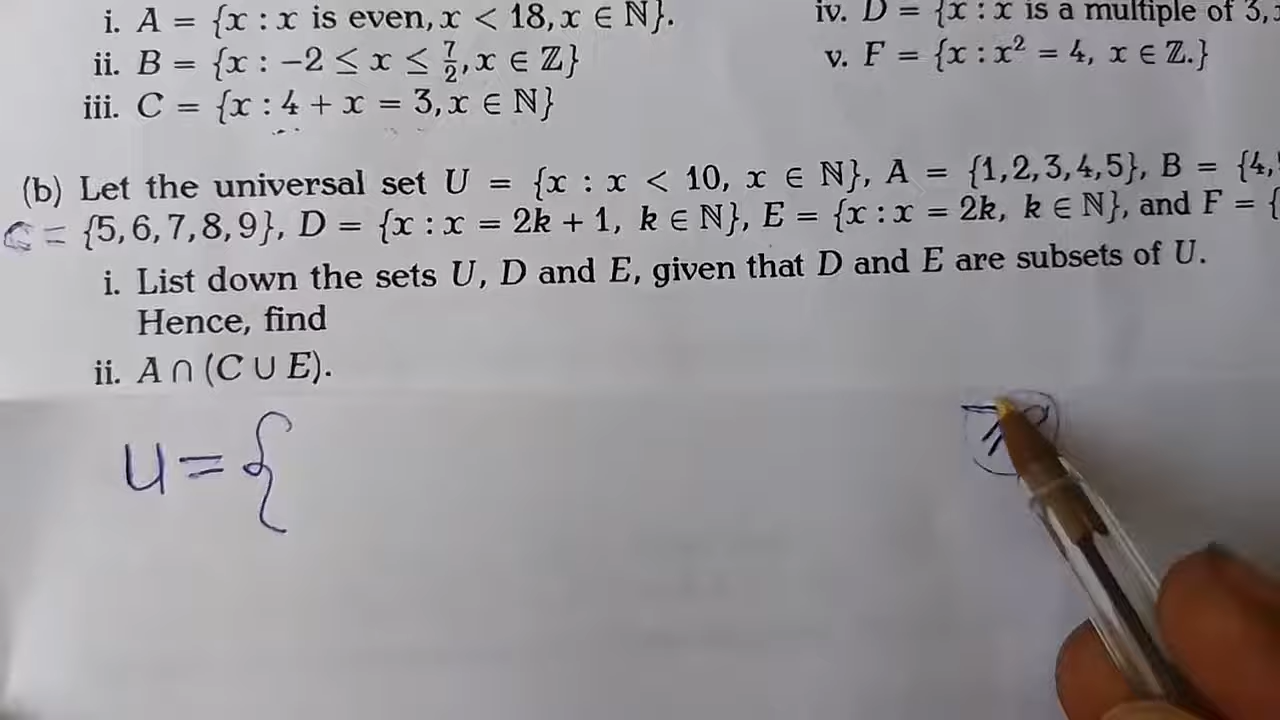 i. A = {x : x is even, x < 18, x ∈ ℕ}.
iv. D = {x : x is a multiple of 3,
ii. B = {x : −2 ≤ x ≤ 7/2, x ∈ ℤ}
v. F = {x : x² = 4, x ∈ ℤ.}
iii. C = {x : 4 + x = 3, x ∈ ℕ}
(b) Let the universal set U = {x : x < 10, x ∈ ℕ}, A = {1,2,3,4,5}, B = {4,
C = {5, 6, 7, 8, 9}, D = {x : x = 2k + 1, k ∈ ℕ}, E = {x : x = 2k, k ∈ ℕ}, and F = {
i. List down the sets U, D and E, given that D and E are subsets of U.
Hence, find
ii. A ∩ (C ∪ E).
U = {